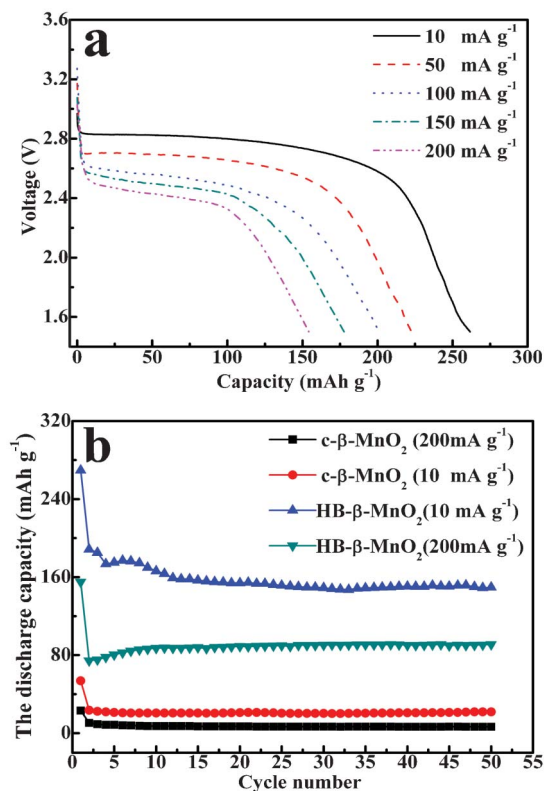 a
10 mA g⁻¹
50 mA g⁻¹
100 mA g⁻¹
150 mA g⁻¹
200 mA g⁻¹
3.6
3.2
2.8
2.4
2.0
1.6
Voltage (V)
0 50 100 150 200 250 300
Capacity (mAh g⁻¹)
b
c-β-MnO₂ (200mA g⁻¹)
c-β-MnO₂ (10 mA g⁻¹)
HB-β-MnO₂(10 mA g⁻¹)
HB-β-MnO₂(200mA g⁻¹)
320
240
160
80
0
The discharge capacity (mAh g⁻¹)
0 5 10 15 20 25 30 35 40 45 50 55
Cycle number